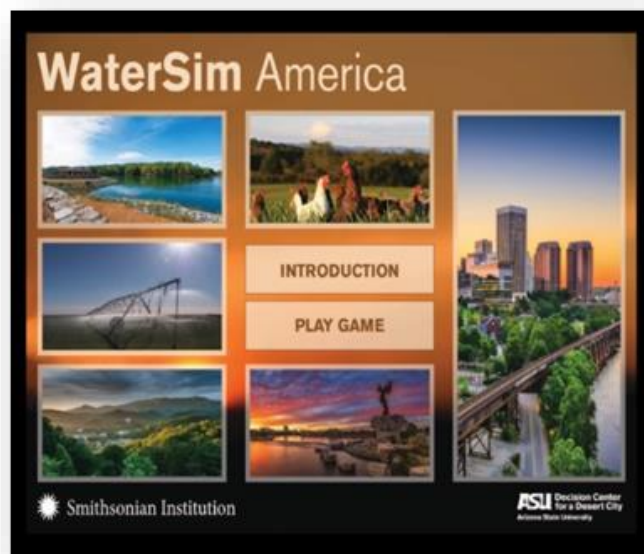 WaterSim America
INTRODUCTION
PLAY GAME
Smithsonian Institution
ASU Decision Center
for a Desert City
Arizona State University